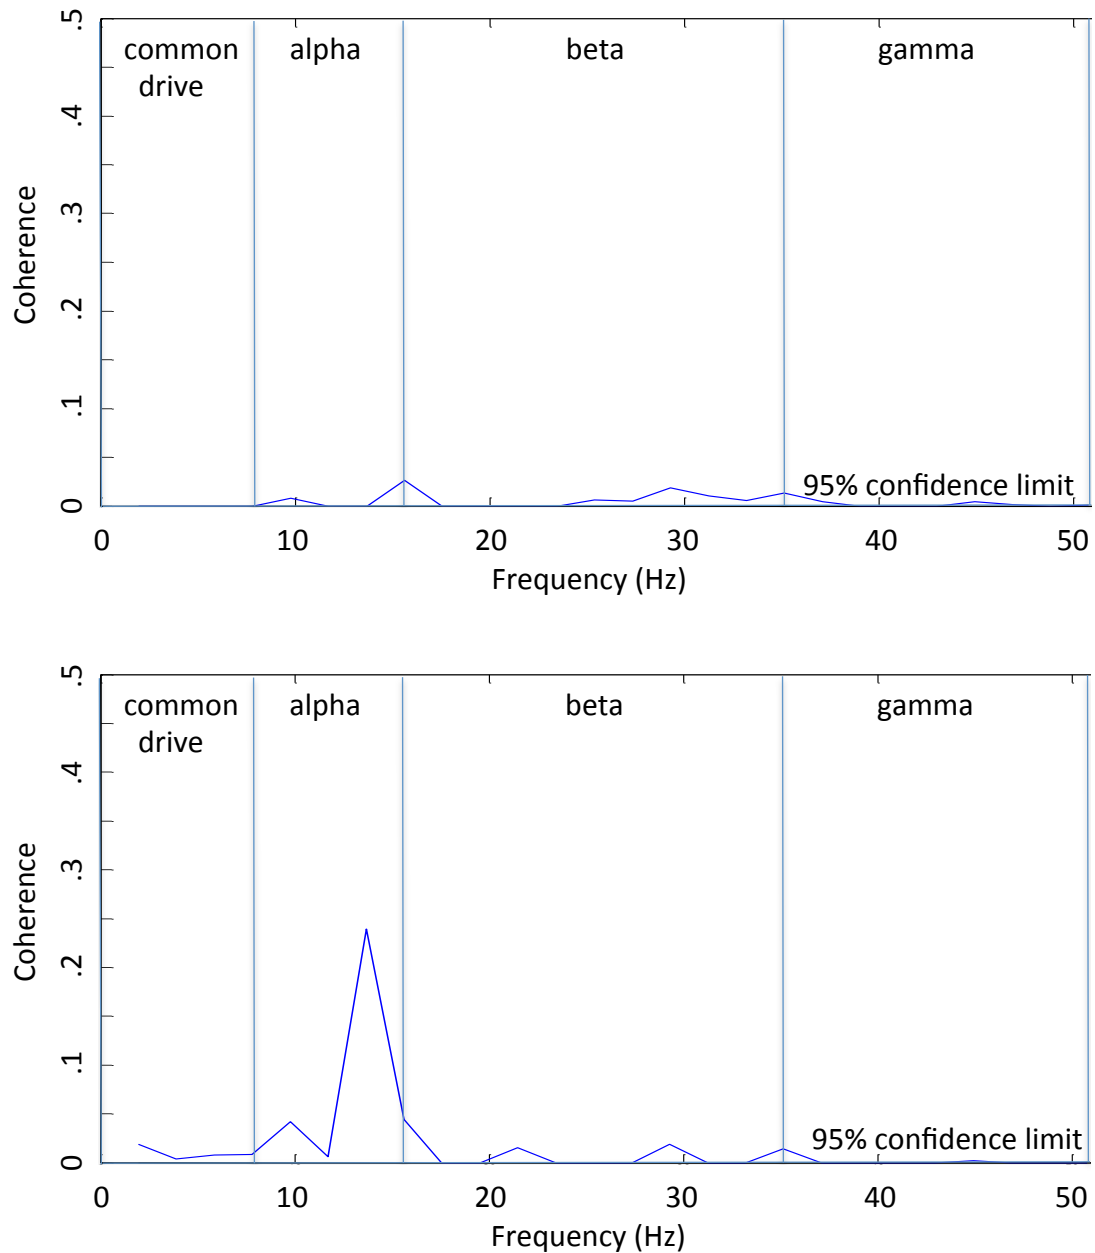 .5
common
drive
alpha
beta
gamma
.4
.3
.2
.1
0
Coherence
95% confidence limit
0 10 20 30 40 50
Frequency (Hz)
.5
common
drive
alpha
beta
gamma
.4
.3
.2
.1
0
Coherence
95% confidence limit
0 10 20 30 40 50
Frequency (Hz)